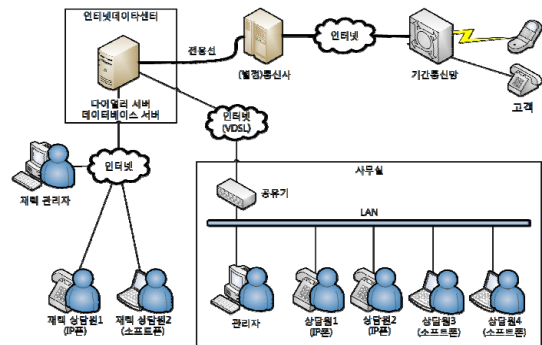 인터넷데이타센터
전용선
(별정)통신사
인터넷
기간통신망
고객
다이얼러 서버
데이타베이스 서버
인터넷
(VDSL)
인터넷
재택 관리자
사무실
공유기
LAN
재택 상담원1
(IP폰)
재택 상담원2
(소프트폰)
관리자
상담원1
(IP폰)
상담원2
(IP폰)
상담원3
(소프트폰)
상담원4
(소프트폰)